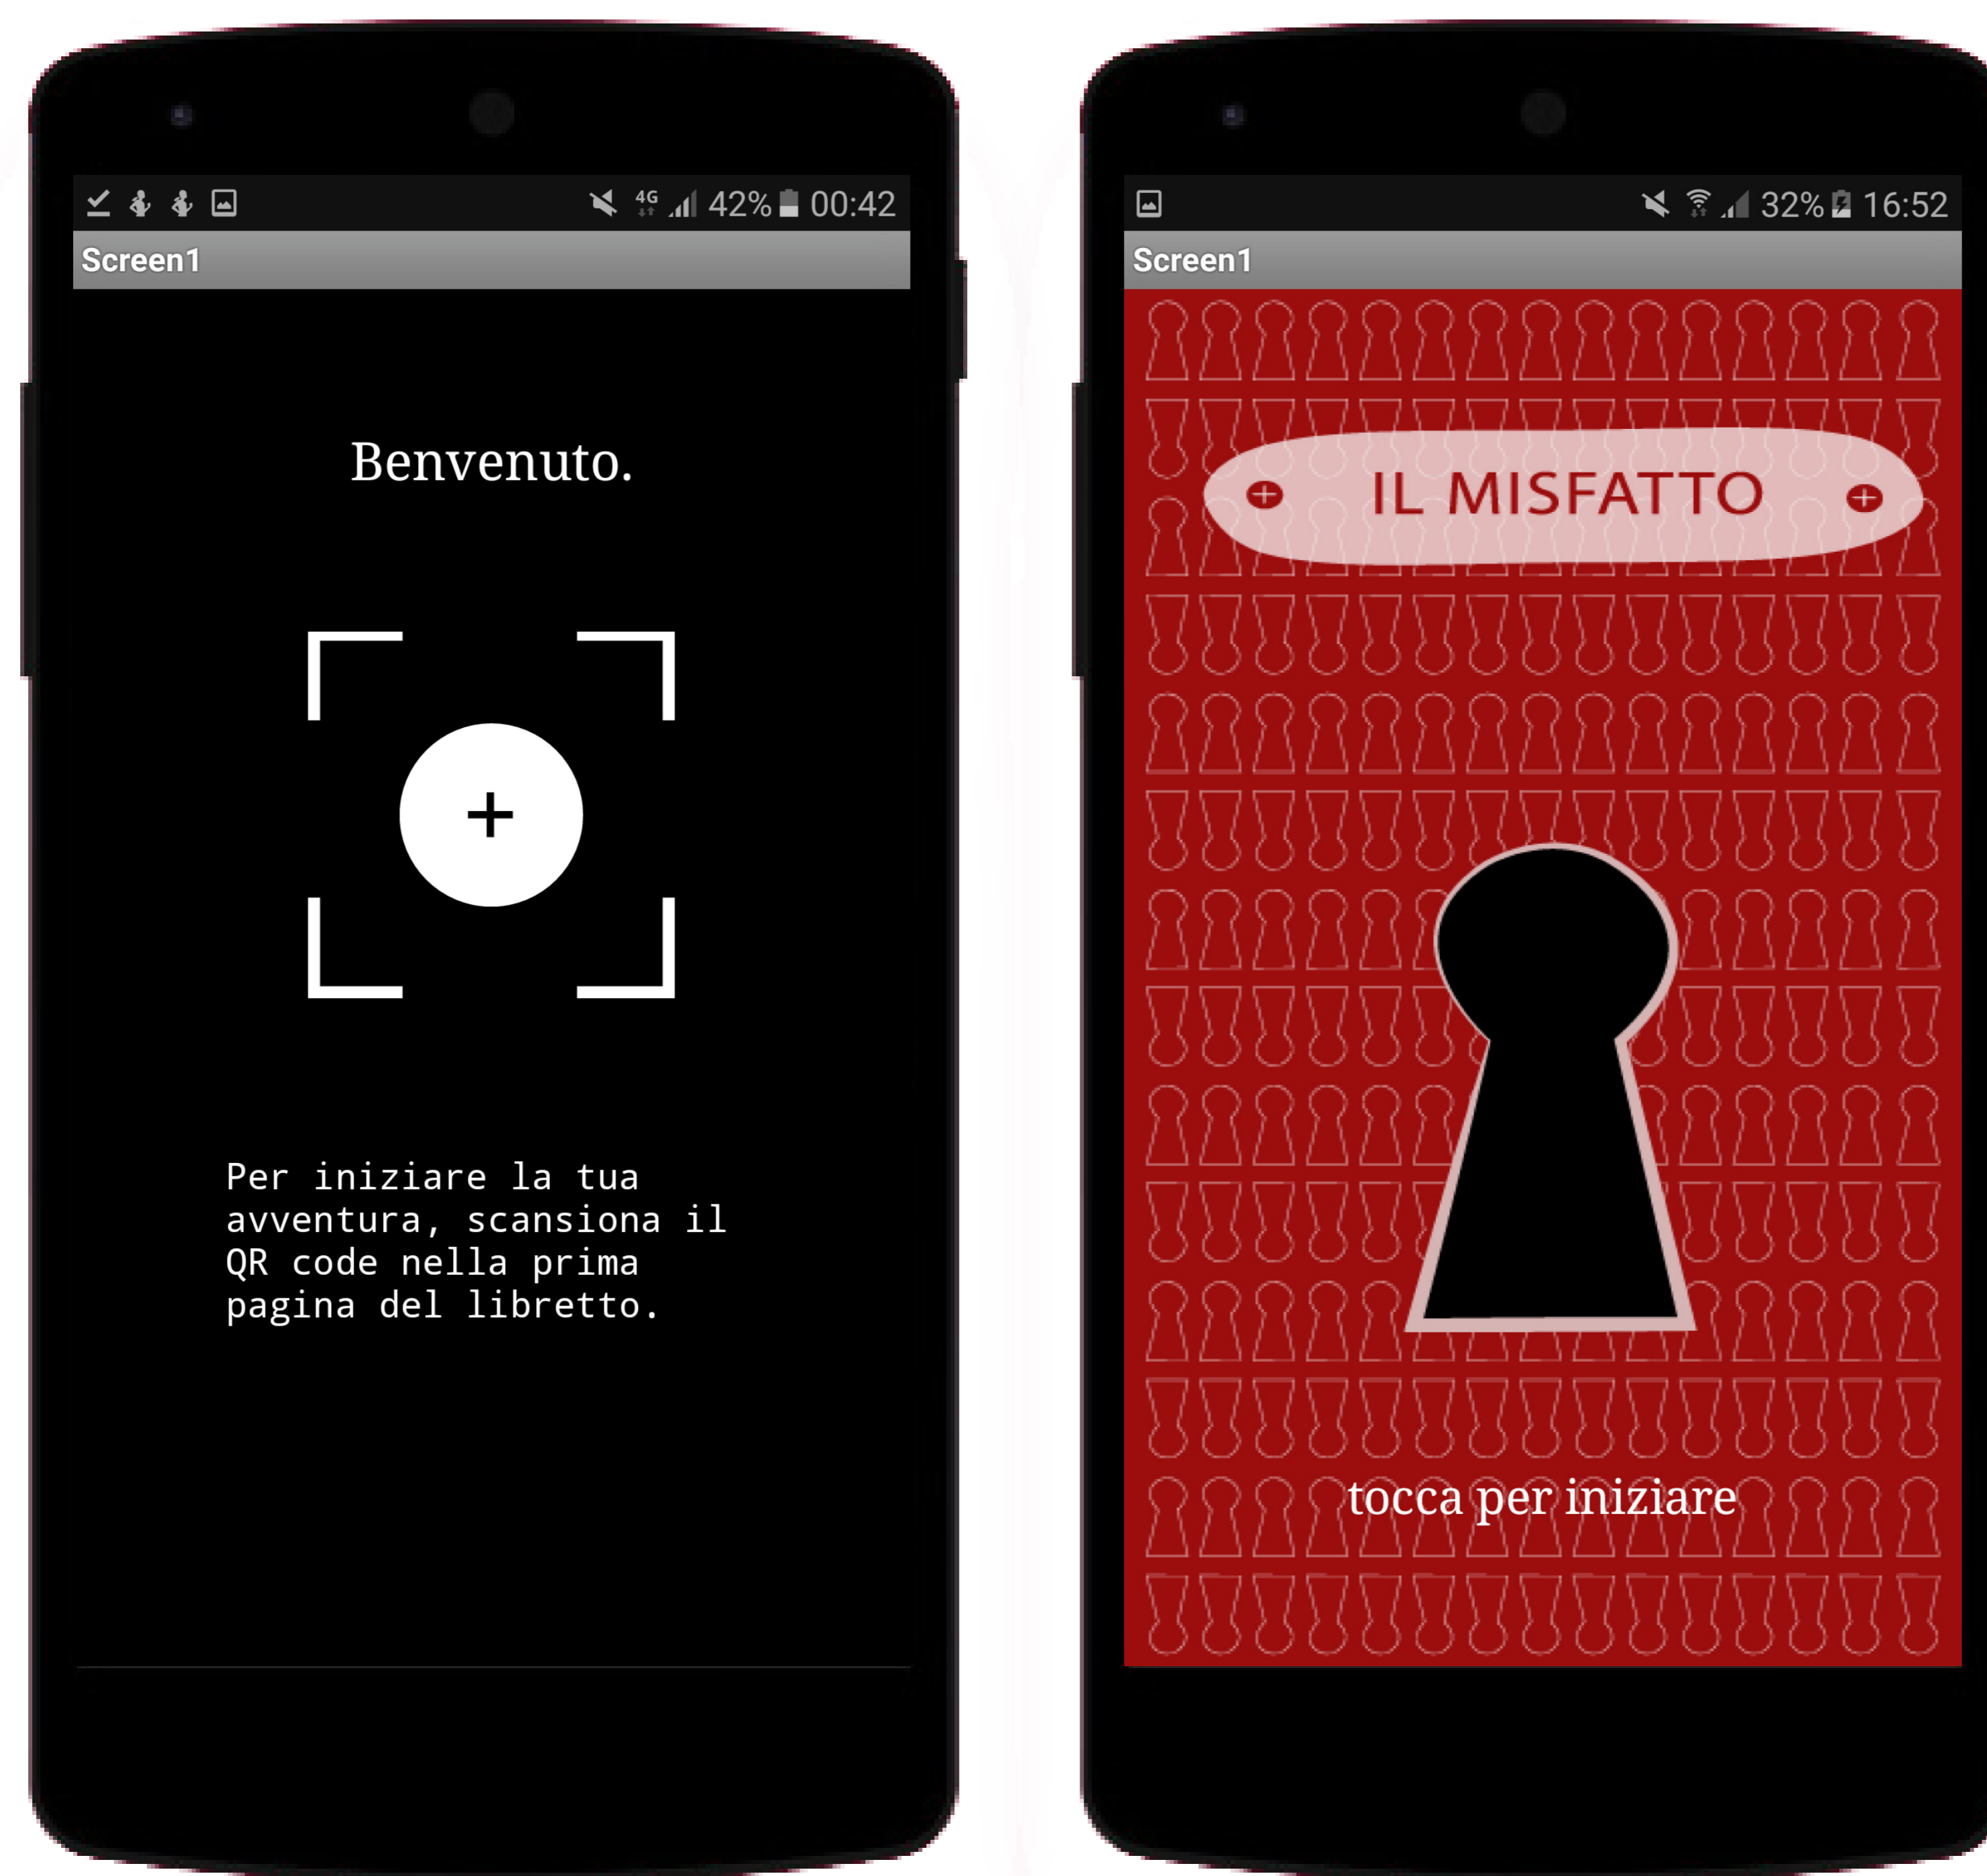 4G 42% 00:42
Screen1
Benvenuto.
+
Per iniziare la tua
avventura, scansiona il
QR code nella prima
pagina del libretto.
32% 16:52
Screen1
IL MISFATTO
tocca per iniziare